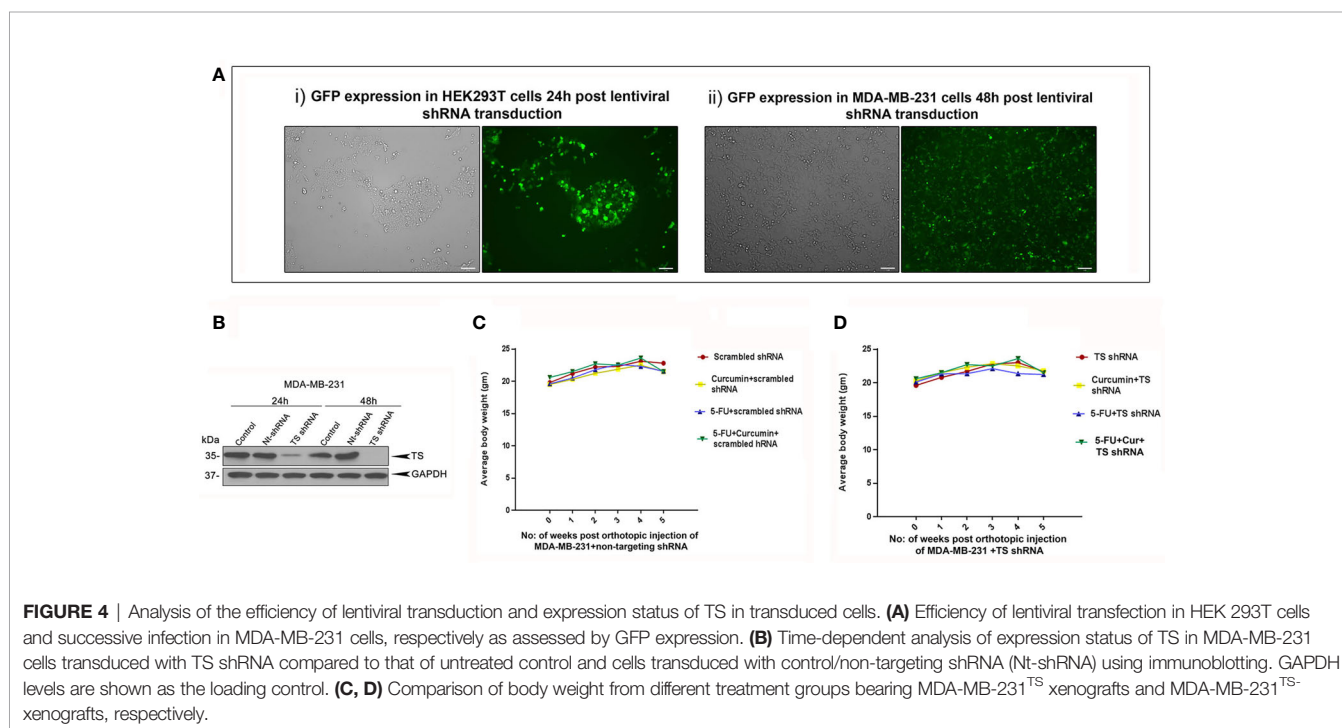 A
i) GFP expression in HEK293T cells 24h post lentiviral
shRNA transduction
ii) GFP expression in MDA-MB-231 cells 48h post lentiviral
shRNA transduction
B
MDA-MB-231
24h 48h
Control Nt-shRNA TS shRNA Control Nt-shRNA TS shRNA
kDa
35- TS
37- GAPDH
C
Average body weight (gm)
25
20
15
10
5
0
0 1 2 3 4 5
No: of weeks post orthotopic injection of
MDA-MB-231+non-targeting shRNA
Scrambled shRNA
Curcumin+scrambled
shRNA
5-FU+scrambled shRNA
5-FU+Curcumin+
scrambled hRNA
D
Average body weight (gm)
25
20
15
10
5
0
0 1 2 3 4 5
No: of weeks post orthotopic injection
of MDA-MB-231 +TS shRNA
TS shRNA
Curcumin+TS
shRNA
5-FU+TS shRNA
5-FU+Cur+
TS shRNA
FIGURE 4 | Analysis of the efficiency of lentiviral transduction and expression status of TS in transduced cells. (A) Efficiency of lentiviral transfection in HEK 293T cells
and successive infection in MDA-MB-231 cells, respectively as assessed by GFP expression. (B) Time-dependent analysis of expression status of TS in MDA-MB-231
cells transduced with TS shRNA compared to that of untreated control and cells transduced with control/non-targeting shRNA (Nt-shRNA) using immunoblotting. GAPDH
levels are shown as the loading control. (C, D) Comparison of body weight from different treatment groups bearing MDA-MB-231TS xenografts and MDA-MB-231TS-
xenografts, respectively.